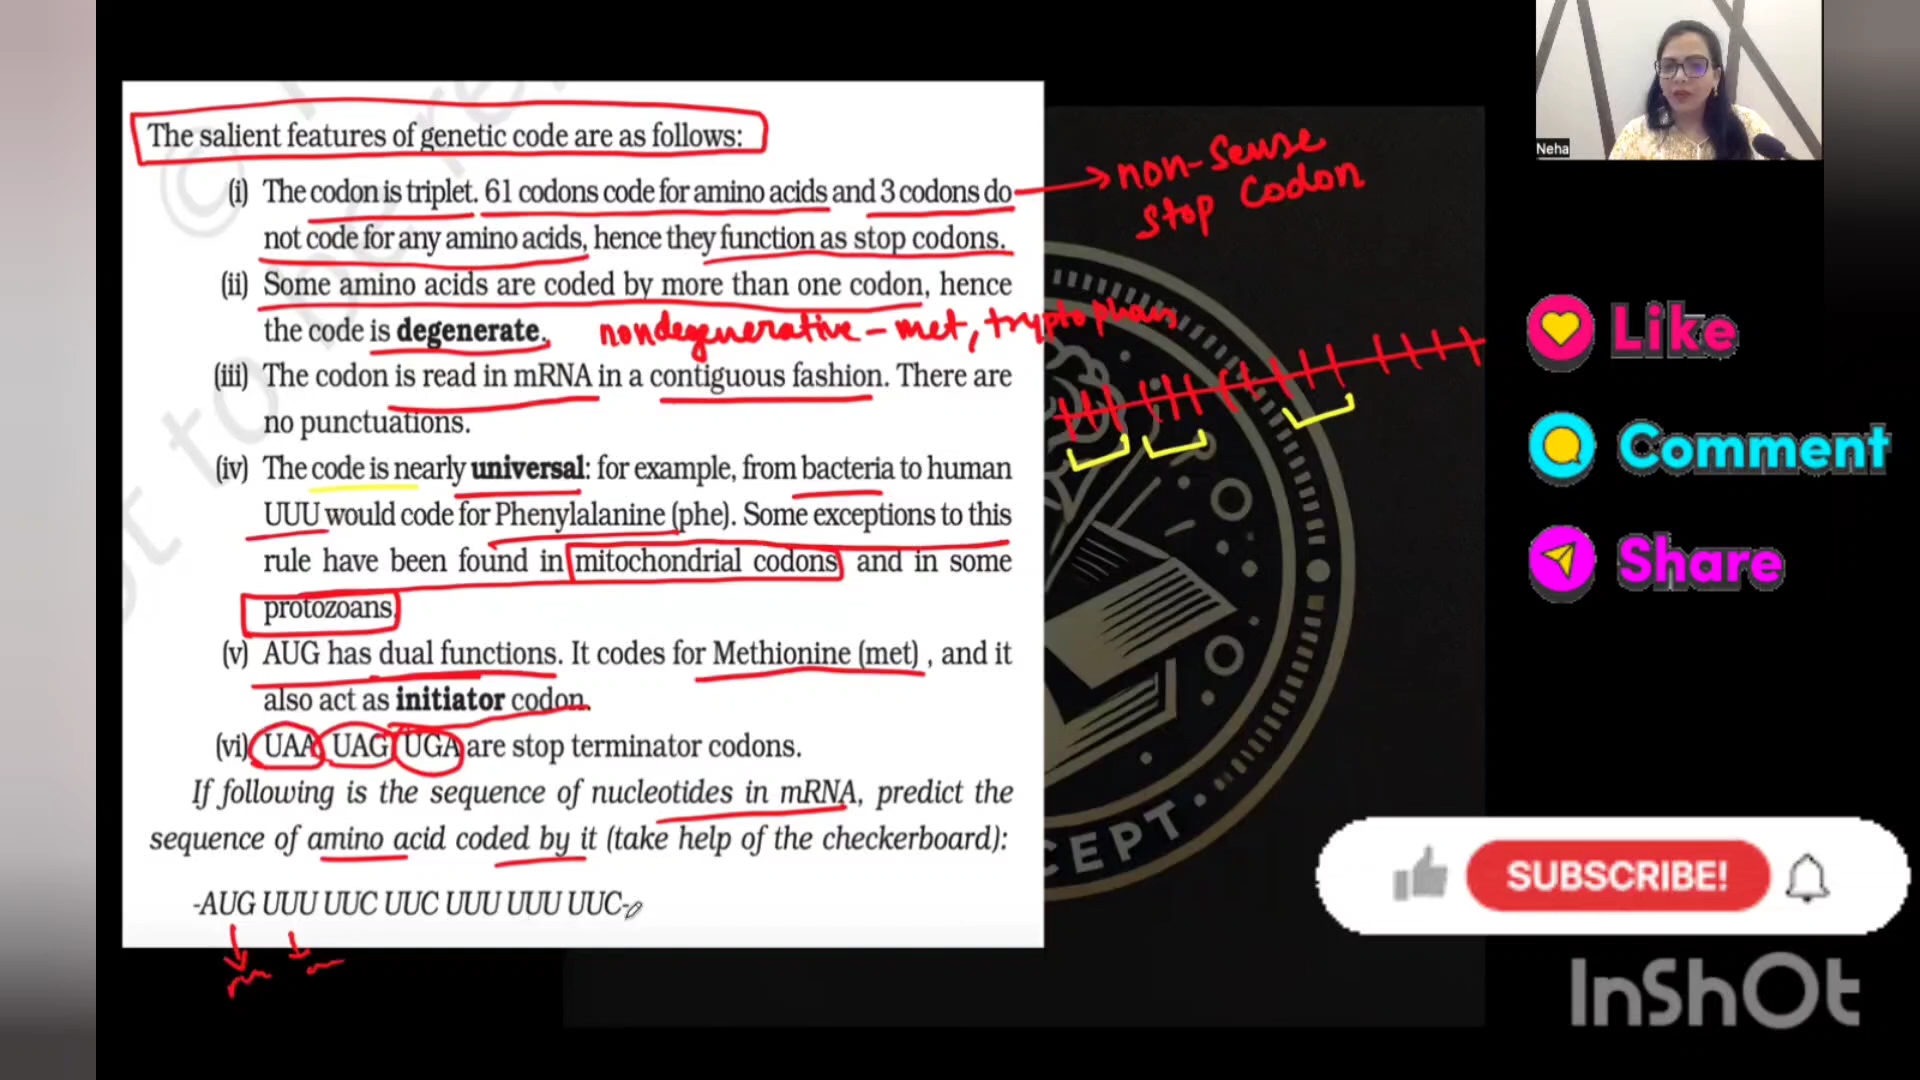 The salient features of genetic code are as follows:
(i) The codon is triplet. 61 codons code for amino acids and 3 codons do
not code for any amino acids, hence they function as stop codons.
(ii) Some amino acids are coded by more than one codon, hence
the code is degenerate.
(iii) The codon is read in mRNA in a contiguous fashion. There are
no punctuations.
(iv) The code is nearly universal: for example, from bacteria to human
UUU would code for Phenylalanine (phe). Some exceptions to this
rule have been found in mitochondrial codons and in some
protozoans
(v) AUG has dual functions. It codes for Methionine (met) , and it
also act as initiator codon.
(vi) UAA UAG UGA are stop terminator codons.
If following is the sequence of nucleotides in mRNA, predict the
sequence of amino acid coded by it (take help of the checkerboard):
-AUG UUU UUC UUC UUU UUU UUC-
non-Sense
Stop Codon
nondegenerative - met, tryptophan
CEPT
Neha
Like
Comment
Share
SUBSCRIBE!
InShOt